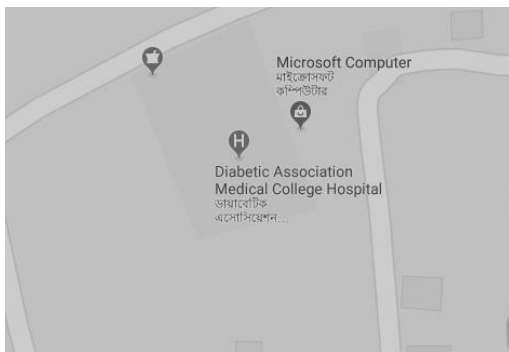 Microsoft Computer
মাইক্রোসফট
কম্পিউটার
H
Diabetic Association
Medical College Hospital
ডায়াবেটিক
এসোসিয়েশন...